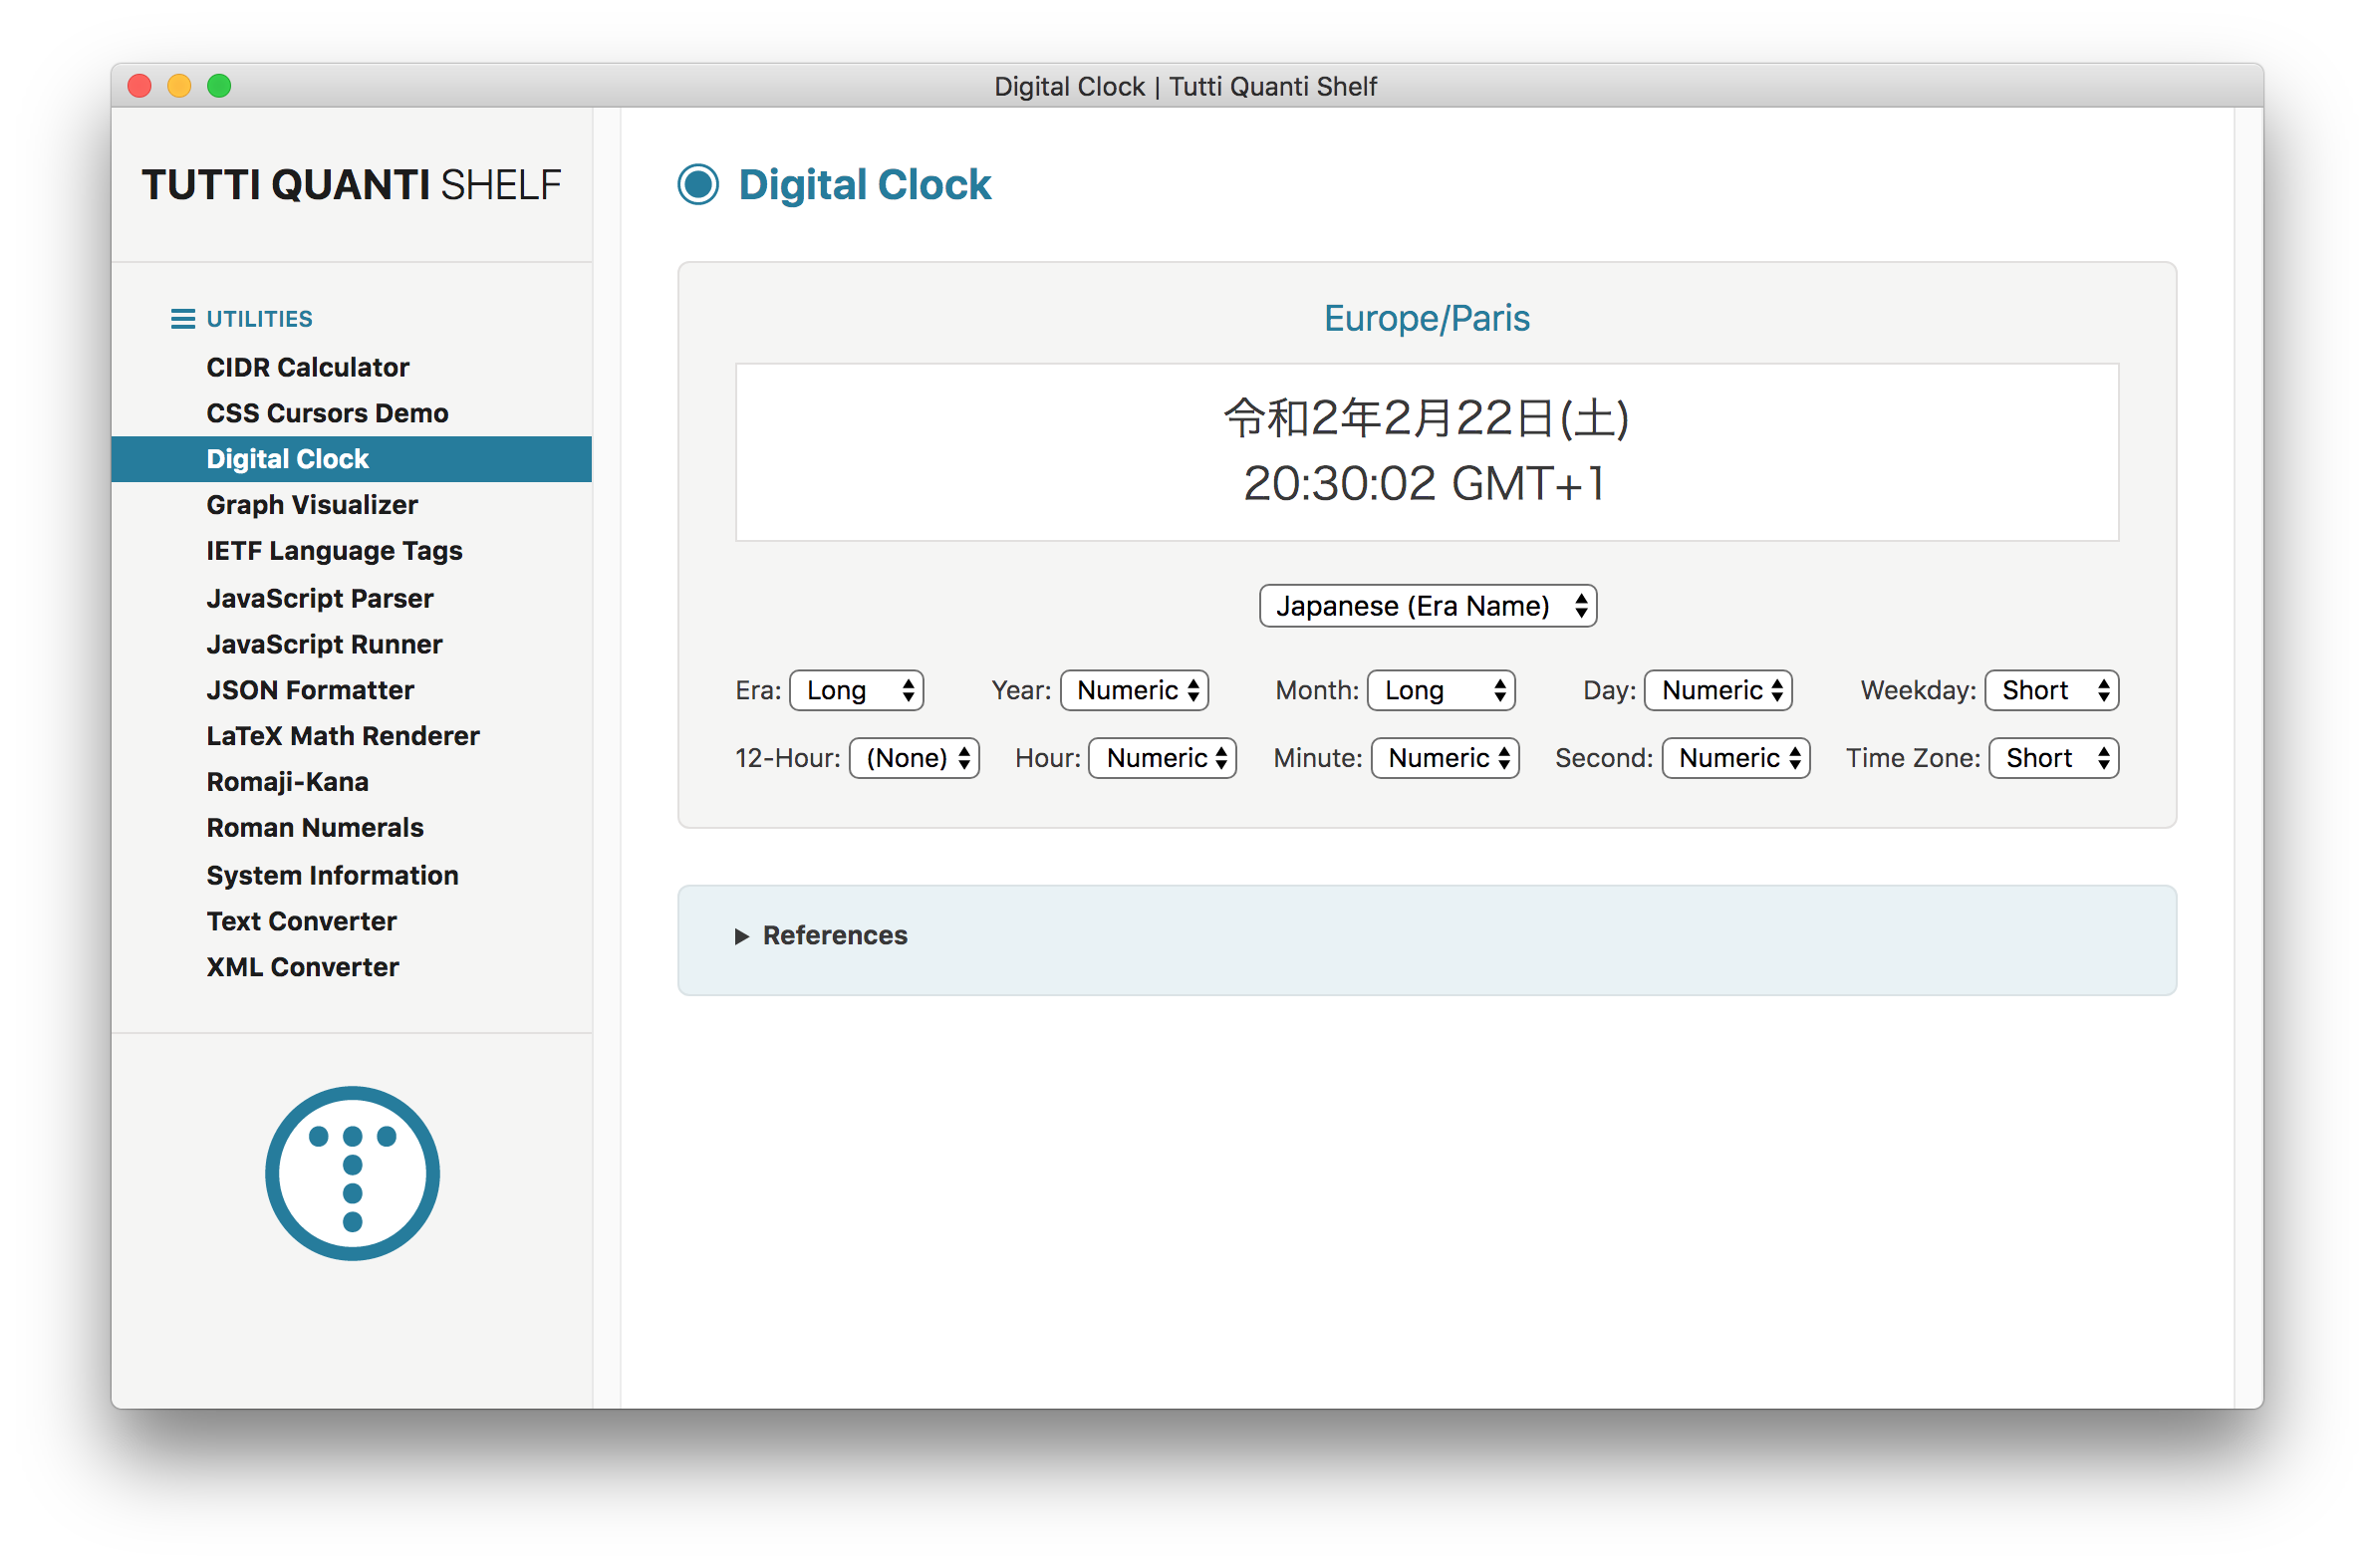 Digital Clock | Tutti Quanti Shelf
TUTTI QUANTI SHELF
UTILITIES
CIDR Calculator
CSS Cursors Demo
Digital Clock
Graph Visualizer
IETF Language Tags
JavaScript Parser
JavaScript Runner
JSON Formatter
LaTeX Math Renderer
Romaji-Kana
Roman Numerals
System Information
Text Converter
XML Converter
Digital Clock
Europe/Paris
令和2年2月22日(土)
20:30:02 GMT+1
Japanese (Era Name)
Era: Long Year: Numeric Month: Long Day: Numeric Weekday: Short
12-Hour: (None) Hour: Numeric Minute: Numeric Second: Numeric Time Zone: Short
References